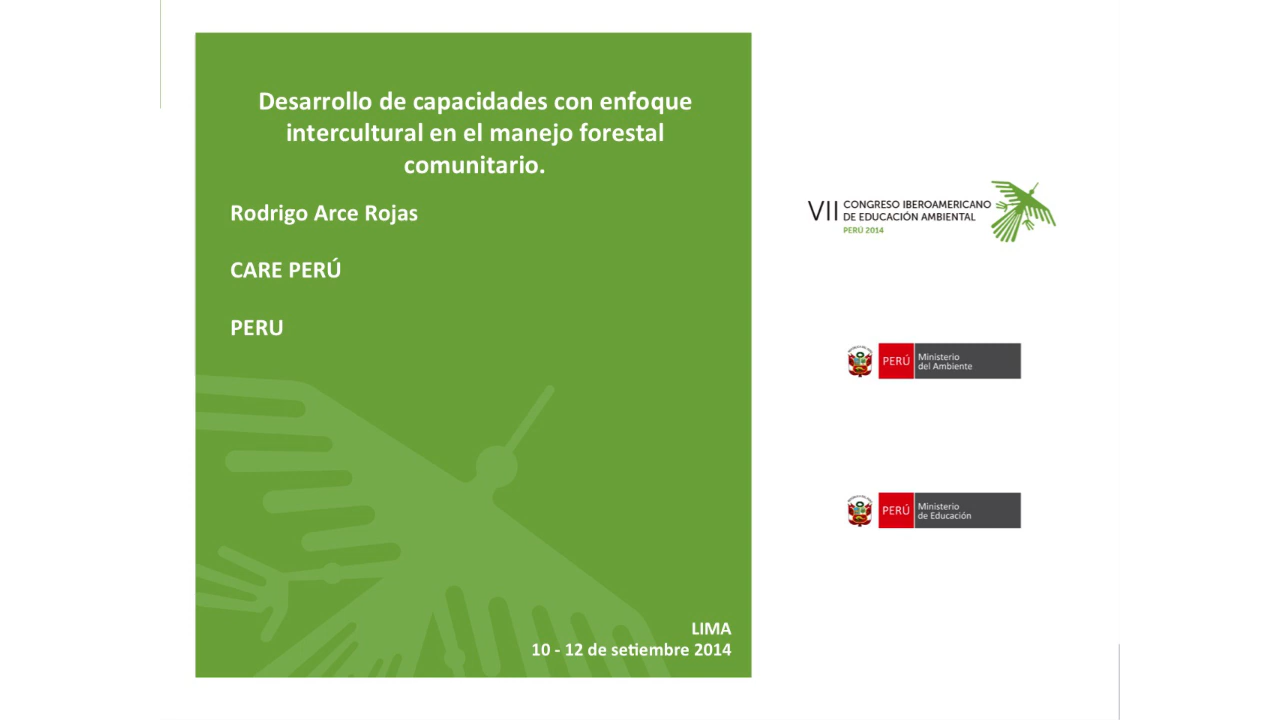 Desarrollo de capacidades con enfoque
intercultural en el manejo forestal
comunitario.
Rodrigo Arce Rojas
CARE PERÚ
PERU
LIMA
10 - 12 de setiembre 2014
VII CONGRESO IBEROAMERICANO
DE EDUCACIÓN AMBIENTAL
PERÚ 2014
PERÚ
Ministerio
del Ambiente
PERÚ
Ministerio
de Educación